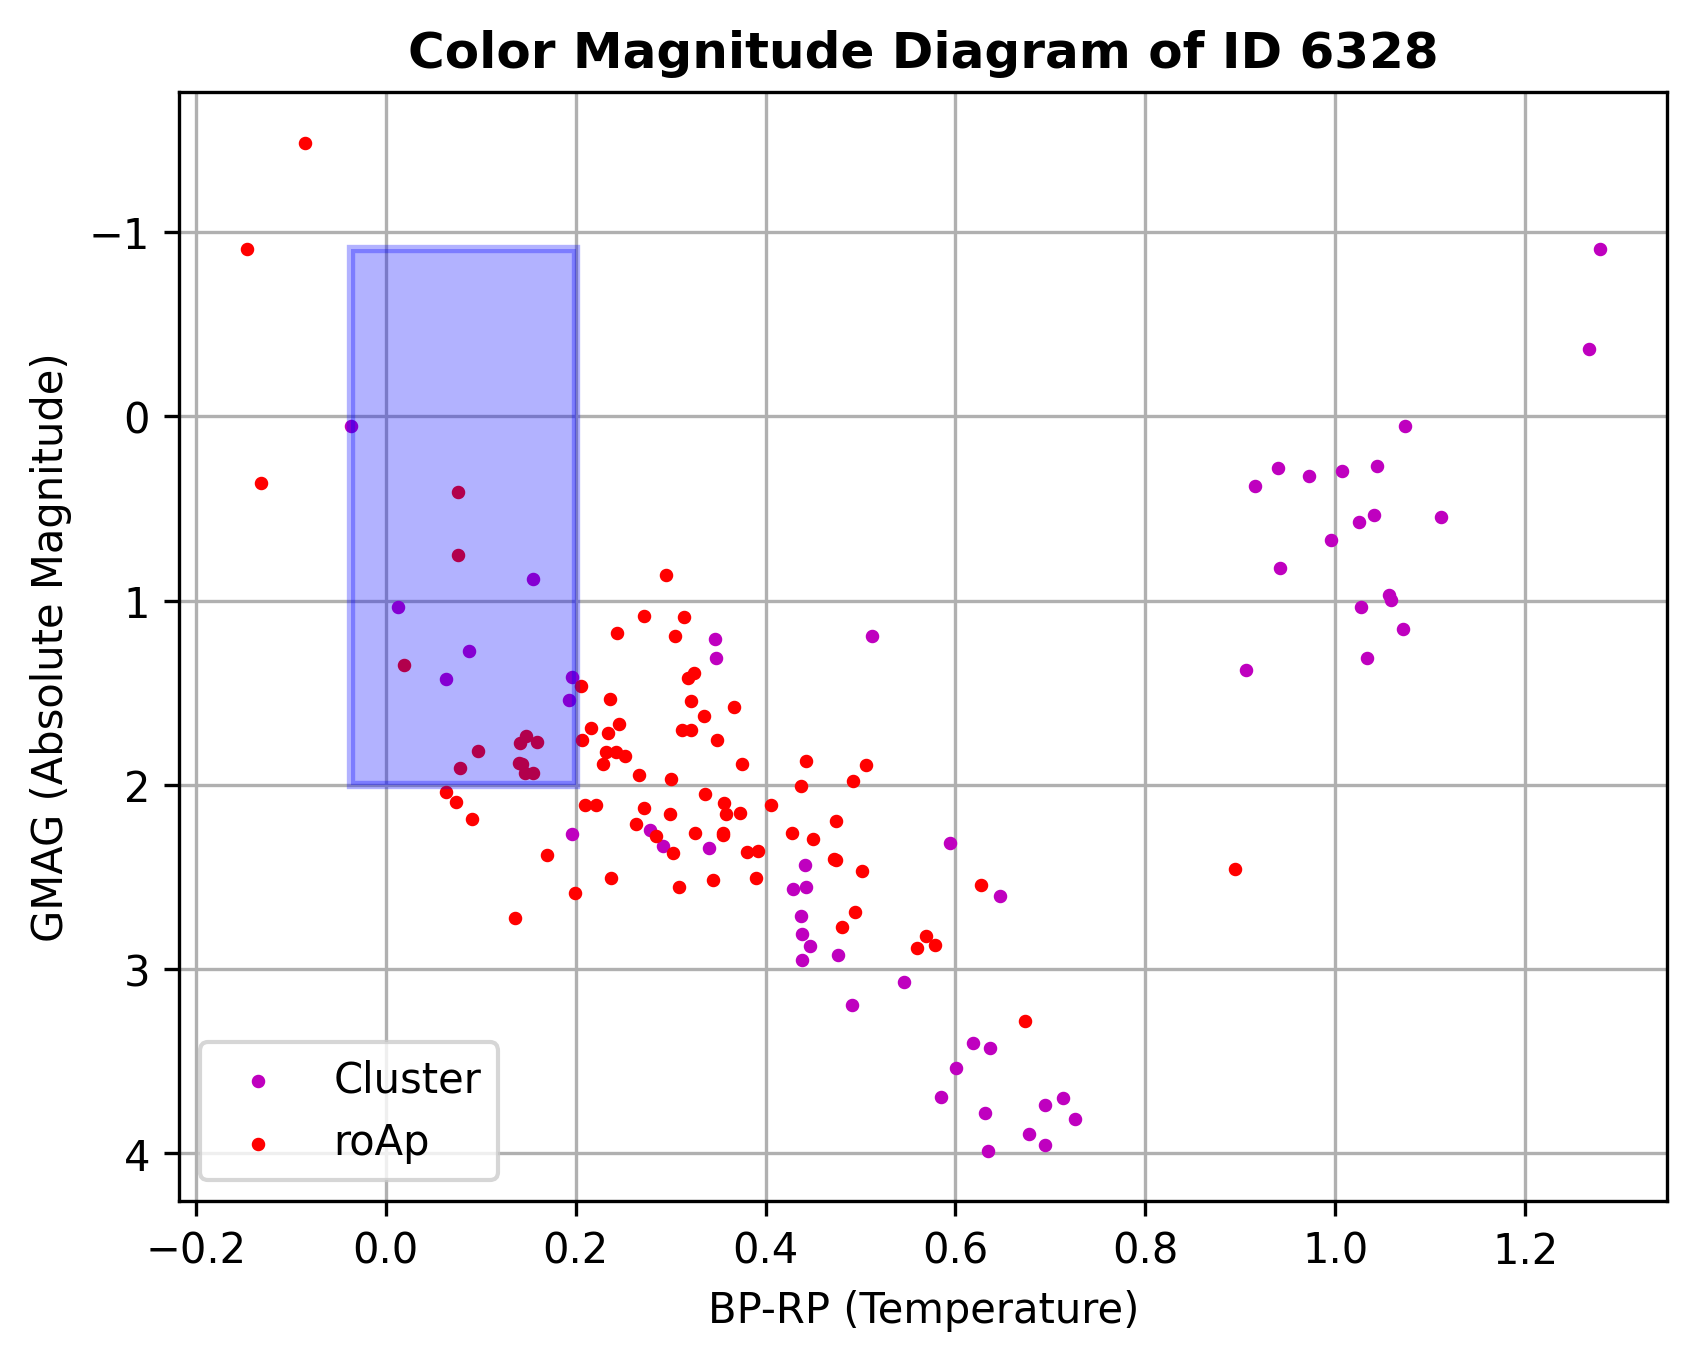 Color Magnitude Diagram of ID 6328
GMAG (Absolute Magnitude)
−1
0
1
2
3
4
Cluster
roAp
−0.2 0.0 0.2 0.4 0.6 0.8 1.0 1.2
BP-RP (Temperature)